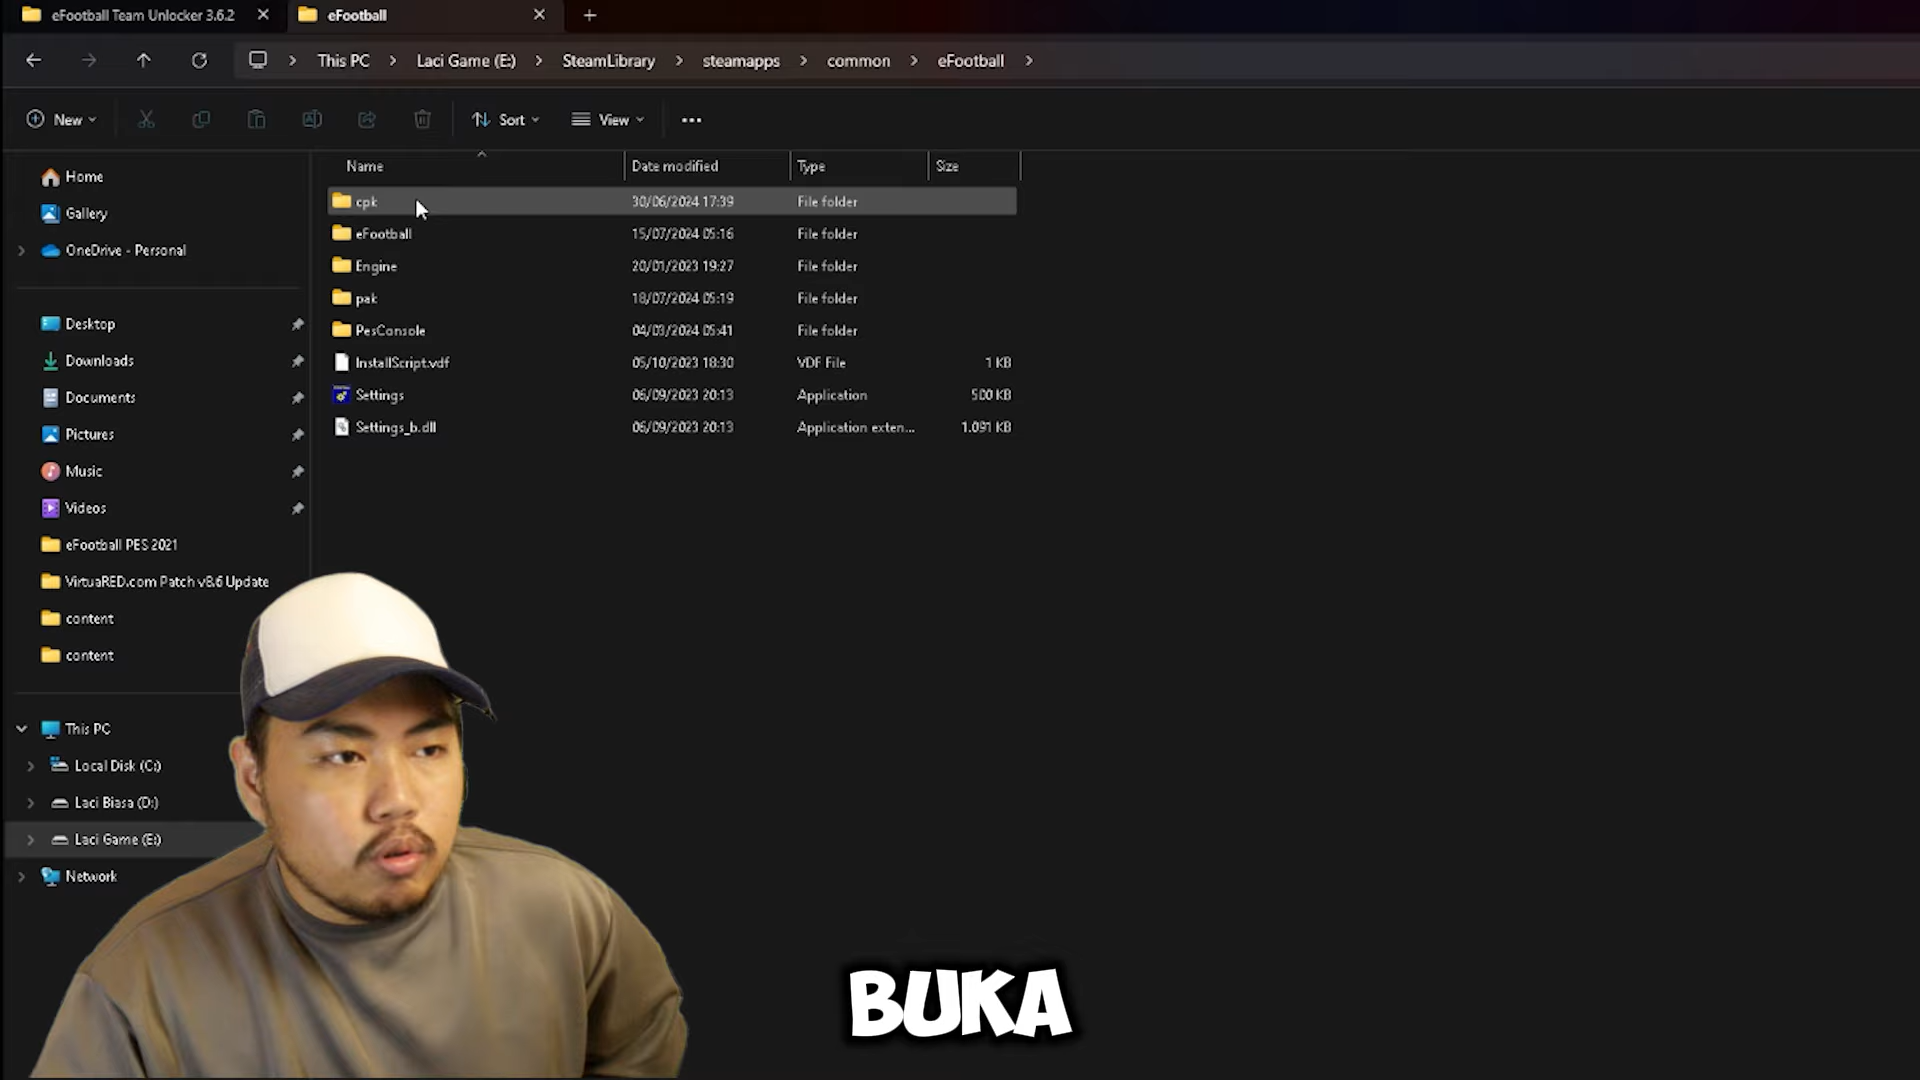 eFootball Team Unlocker 3.6.2
eFootball
This PC > Laci Game (E:) > SteamLibrary > steamapps > common > eFootball >
New
Sort
View
Name Date modified Type Size
cpk 30/06/2024 17:39 File folder
eFootball 15/07/2024 05:16 File folder
Engine 20/01/2023 19:27 File folder
pak 18/07/2024 05:19 File folder
PesConsole 04/03/2024 05:41 File folder
InstallScript.vdf 05/10/2023 18:30 VDF File 1 KB
Settings 06/09/2023 20:13 Application 500 KB
Settings_b.dll 06/09/2023 20:13 Application exten... 1.091 KB
Home
Gallery
OneDrive - Personal
Desktop
Downloads
Documents
Pictures
Music
Videos
eFootball PES 2021
VirtuaRED.com Patch v8.6 Update
content
content
This PC
Local Disk (C:)
Laci Biasa (D:)
Laci Game (E:)
Network
BUKA